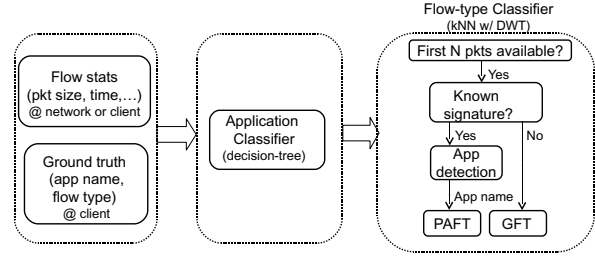 Flow-type Classifier
(kNN w/ DWT)
Flow stats
(pkt size, time,...)
@ network or client
Ground truth
(app name,
flow type)
@ client
Application
Classifier
(decision-tree)
First N pkts available?
Yes
Known
signature?
Yes
No
App
detection
App name
PAFT
GFT